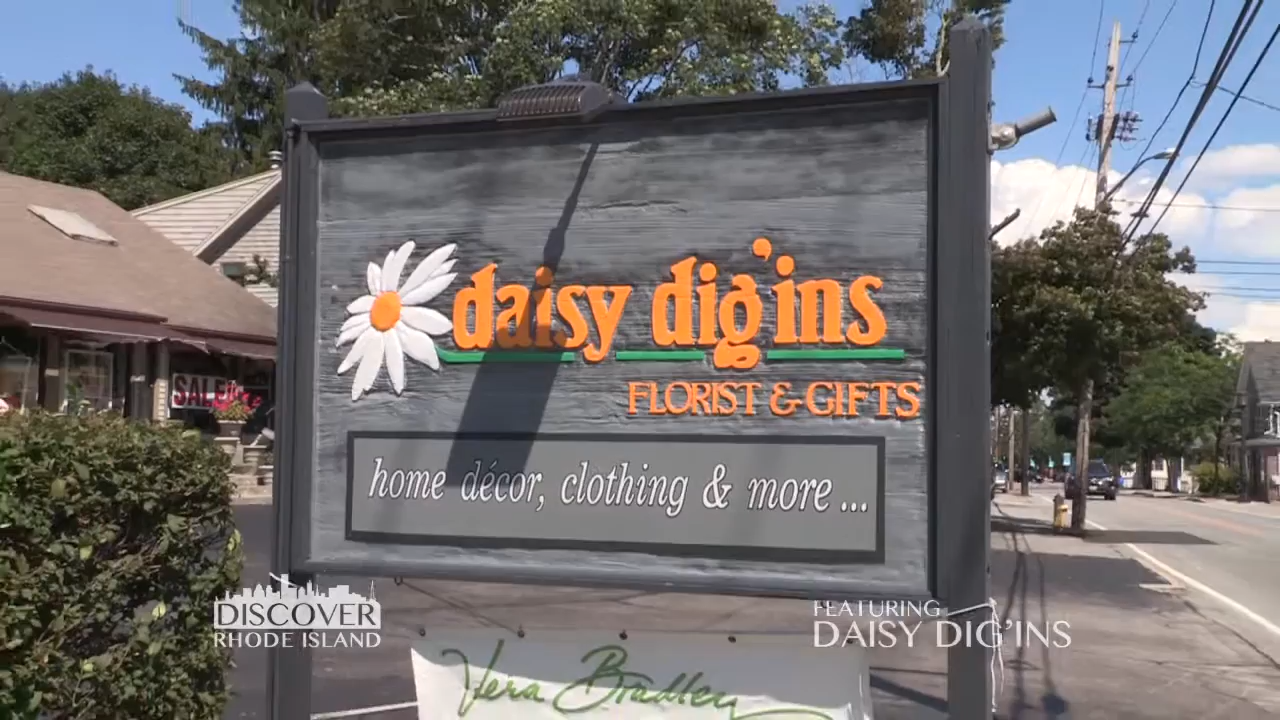 daisy dig'ins
FLORIST & GIFTS
home décor, clothing & more...
SALE
DISCOVER
RHODE ISLAND
FEATURING
DAISY DIG'INS
Vera Bradley